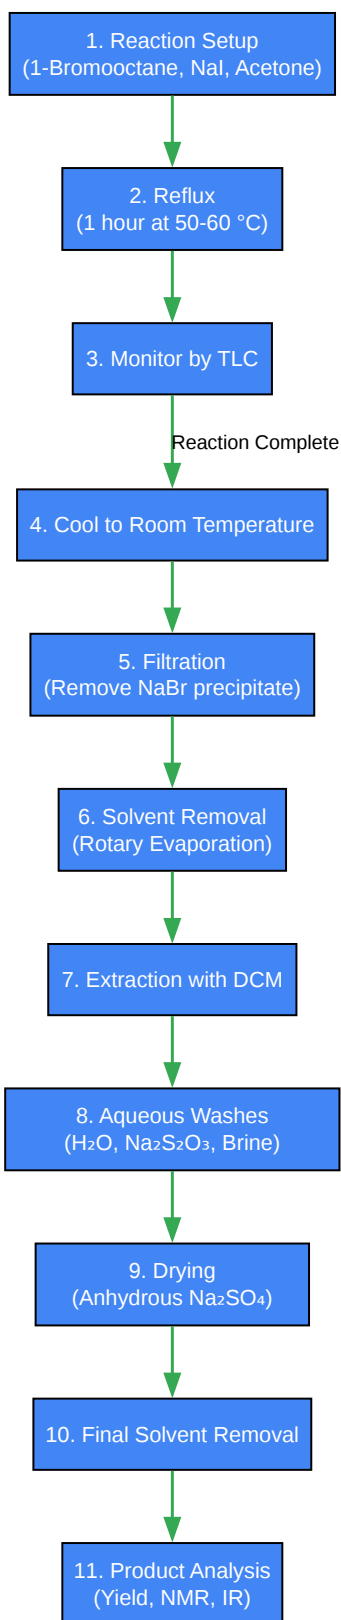 1. Reaction Setup
(1-Bromooctane, NaI, Acetone)
2. Reflux
(1 hour at 50-60 °C)
3. Monitor by TLC
Reaction Complete
4. Cool to Room Temperature
5. Filtration
(Remove NaBr precipitate)
6. Solvent Removal
(Rotary Evaporation)
7. Extraction with DCM
8. Aqueous Washes
(H₂O, Na₂S₂O₃, Brine)
9. Drying
(Anhydrous Na₂SO₄)
10. Final Solvent Removal
11. Product Analysis
(Yield, NMR, IR)